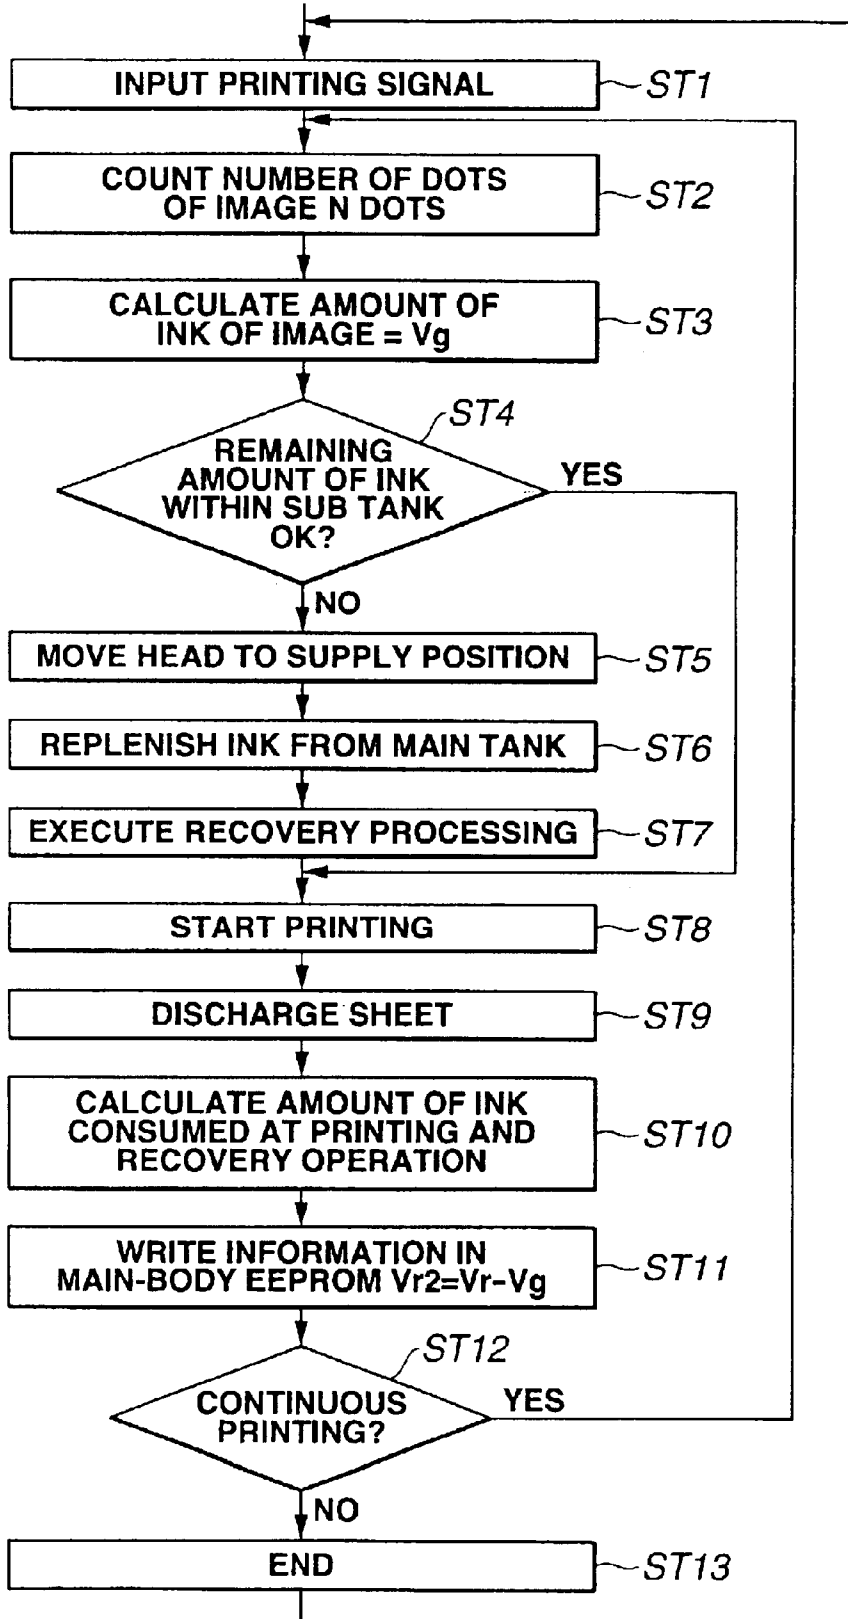 INPUT PRINTING SIGNAL
ST1
COUNT NUMBER OF DOTS
OF IMAGE N DOTS
ST2
CALCULATE AMOUNT OF
INK OF IMAGE = Vg
ST3
ST4
REMAINING
AMOUNT OF INK
WITHIN SUB TANK
OK?
YES
NO
MOVE HEAD TO SUPPLY POSITION
ST5
REPLENISH INK FROM MAIN TANK
ST6
EXECUTE RECOVERY PROCESSING
ST7
START PRINTING
ST8
DISCHARGE SHEET
ST9
CALCULATE AMOUNT OF INK
CONSUMED AT PRINTING AND
RECOVERY OPERATION
ST10
WRITE INFORMATION IN
MAIN-BODY EEPROM Vr2=Vr-Vg
ST11
ST12
CONTINUOUS
PRINTING?
YES
NO
END
ST13